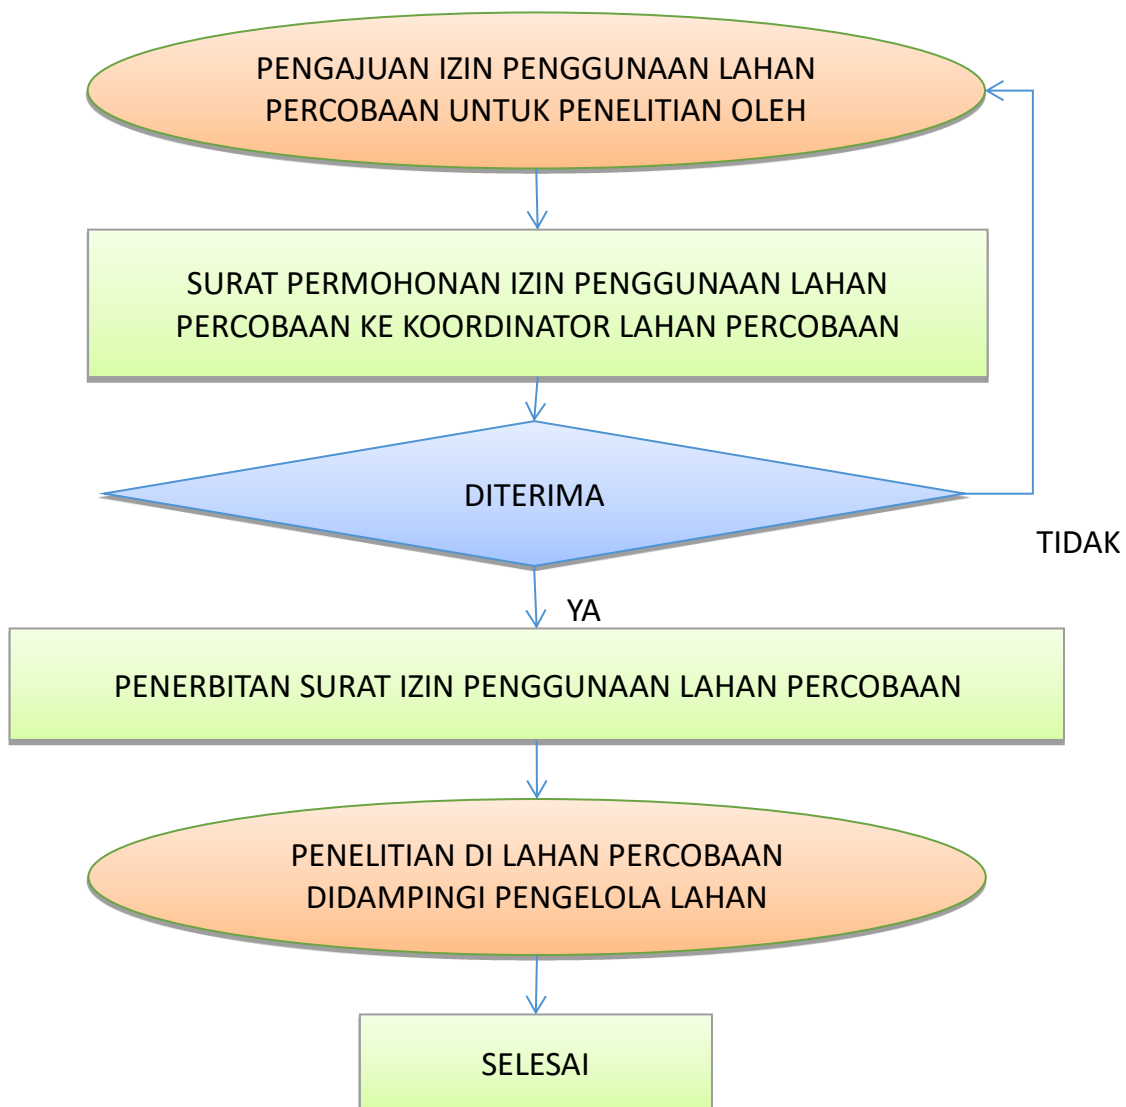 PENGAJUAN IZIN PENGGUNAAN LAHAN
PERCOBAAN UNTUK PENELITIAN OLEH
SURAT PERMOHONAN IZIN PENGGUNAAN LAHAN
PERCOBAAN KE KOORDINATOR LAHAN PERCOBAAN
DITERIMA
TIDAK
YA
PENERBITAN SURAT IZIN PENGGUNAAN LAHAN PERCOBAAN
PENELITIAN DI LAHAN PERCOBAAN
DIDAMPINGI PENGELOLA LAHAN
SELESAI